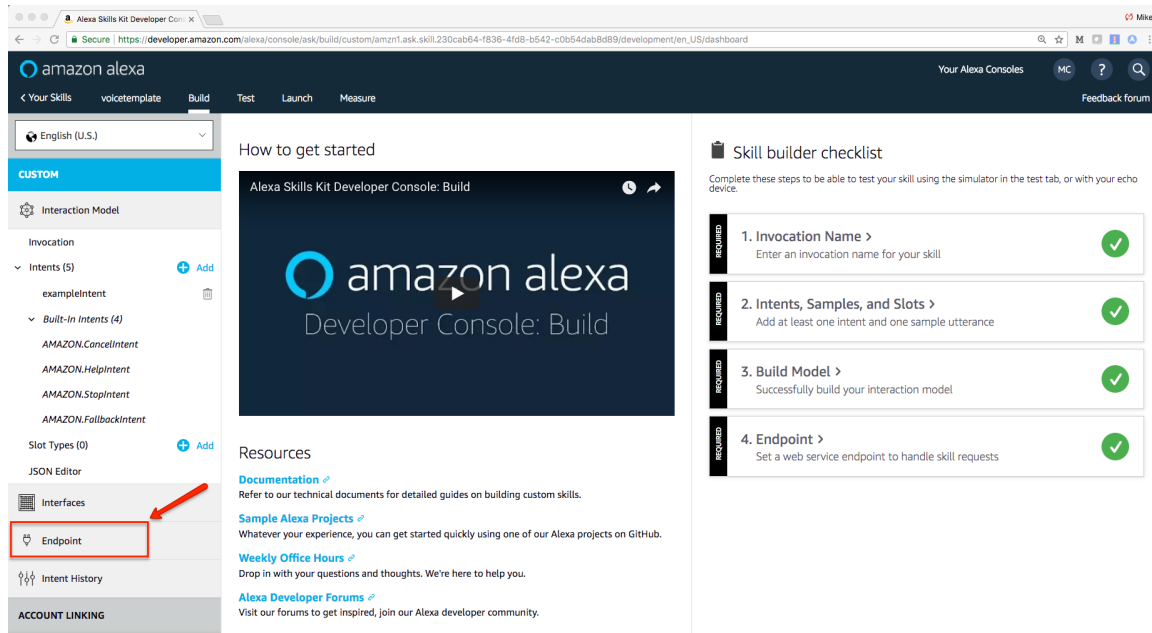 Alexa Skills Kit Developer Cons
Mike
Secure | https://developer.amazon.com/alexa/console/ask/build/custom/amzn1.ask.skill.230cab64-f836-4fd8-b542-c0b54dab8d89/development/en_US/dashboard
amazon alexa
Your Alexa Consoles MC ?
< Your Skills voicetemplate Build Test Launch Measure Feedback forum
English (U.S.)
CUSTOM
Interaction Model
Invocation
Intents (5) Add
exampleIntent
Built-In Intents (4)
AMAZON.CancelIntent
AMAZON.HelpIntent
AMAZON.StopIntent
AMAZON.FallbackIntent
Slot Types (0) Add
JSON Editor
Interfaces
Endpoint
Intent History
ACCOUNT LINKING
How to get started
Alexa Skills Kit Developer Console: Build
amazon alexa
Developer Console: Build
Resources
Documentation
Refer to our technical documents for detailed guides on building custom skills.
Sample Alexa Projects
Whatever your experience, you can get started quickly using one of our Alexa projects on GitHub.
Weekly Office Hours
Drop in with your questions and thoughts. We're here to help you.
Alexa Developer Forums
Visit our forums to get inspired, join our Alexa developer community.
Skill builder checklist
Complete these steps to be able to test your skill using the simulator in the test tab, or with your echo
device.
REQUIRED
1. Invocation Name >
Enter an invocation name for your skill
REQUIRED
2. Intents, Samples, and Slots >
Add at least one intent and one sample utterance
REQUIRED
3. Build Model >
Successfully build your interaction model
REQUIRED
4. Endpoint >
Set a web service endpoint to handle skill requests